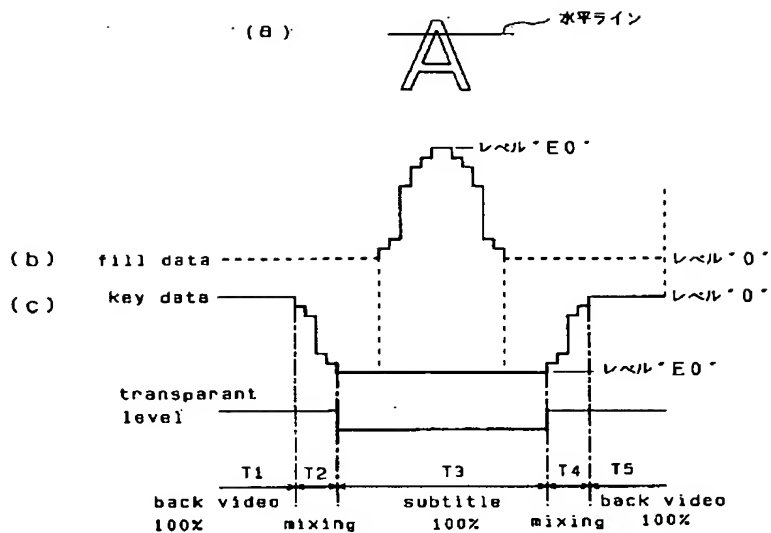 (a)
水平ライン
A
レベル"E0"
(b) fill data レベル"0"
(c) key data レベル"0"
レベル"E0"
transparant
level
T1 T2 T3 T4 T5
back video subtitle back video
100% mixing 100% mixing 100%